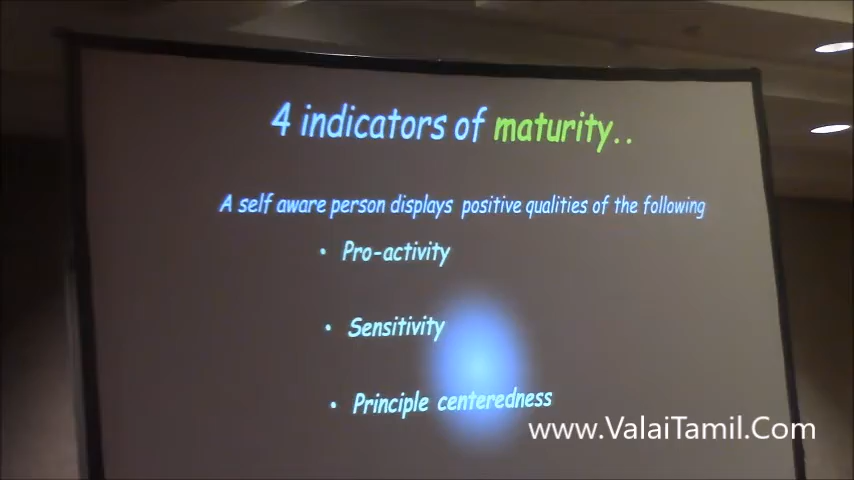 4 indicators of maturity..
A self aware person displays positive qualities of the following
• Pro-activity
• Sensitivity
• Principle centeredness
www.ValaiTamil.Com